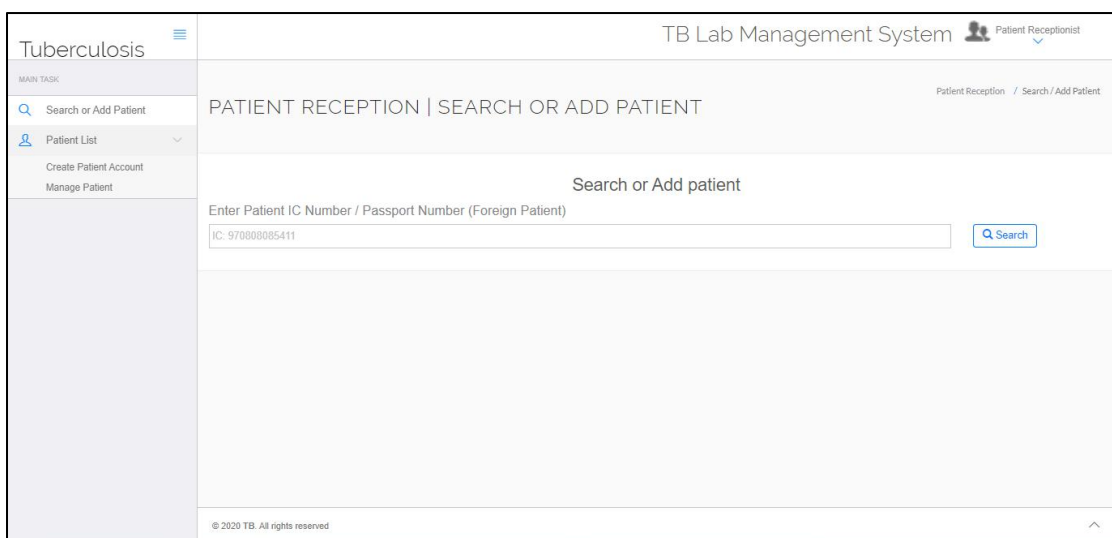 Tuberculosis
TB Lab Management System
Patient Receptionist
MAIN TASK
Search or Add Patient
Patient List
Create Patient Account
Manage Patient
PATIENT RECEPTION | SEARCH OR ADD PATIENT
Patient Reception / Search / Add Patient
Search or Add patient
Enter Patient IC Number / Passport Number (Foreign Patient)
IC: 970808085411
Search
© 2020 TB. All rights reserved